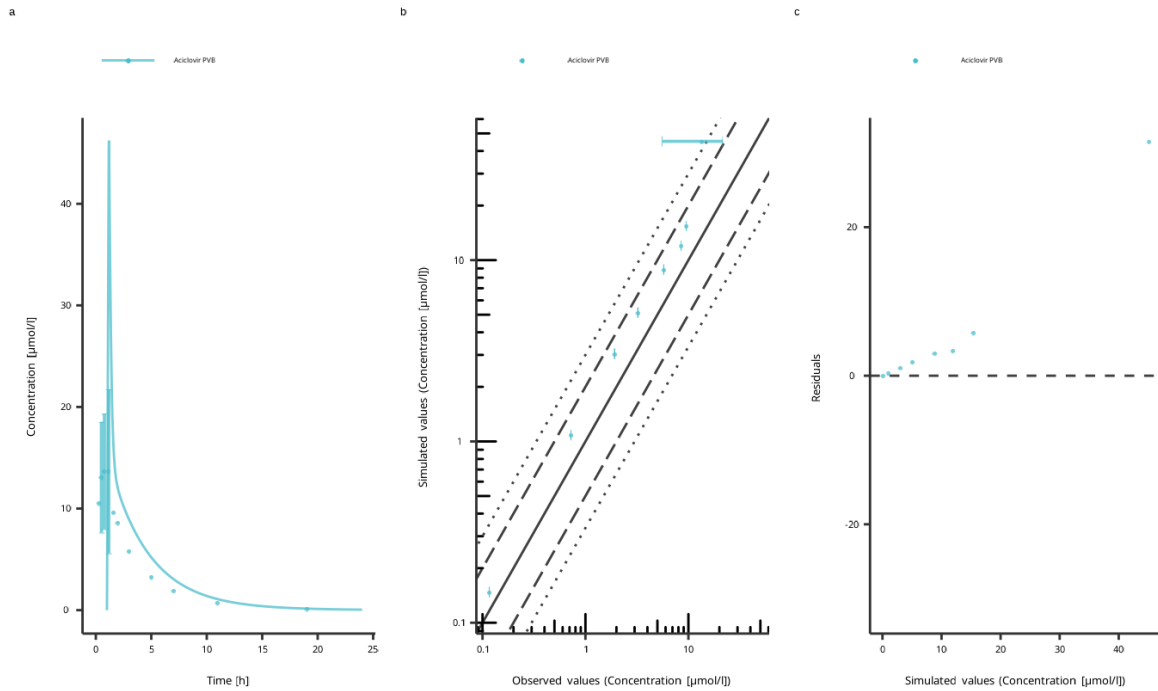 a
b
c
Aciclovir PVB
Aciclovir PVB
Aciclovir PVB
Concentration [µmol/l]
40
30
20
10
0
0
5
10
15
20
25
Time [h]
Simulated values (Concentration [µmol/l])
10
1
0.1
0.1
1
10
Observed values (Concentration [µmol/l])
Residuals
20
0
-20
0
10
20
30
40
Simulated values (Concentration [µmol/l])